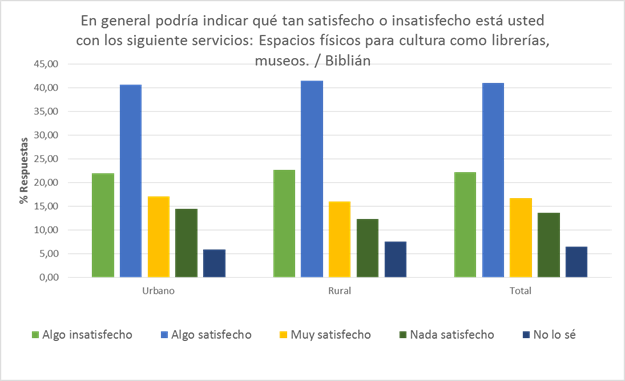 En general podría indicar qué tan satisfecho o insatisfecho está usted
con los siguiente servicios: Espacios físicos para cultura como librerías,
museos. / Biblián
45,00
40,00
35,00
30,00
25,00
20,00
15,00
10,00
5,00
0,00
% Respuestas
Urbano Rural Total
Algo insatisfecho Algo satisfecho Muy satisfecho Nada satisfecho No lo sé